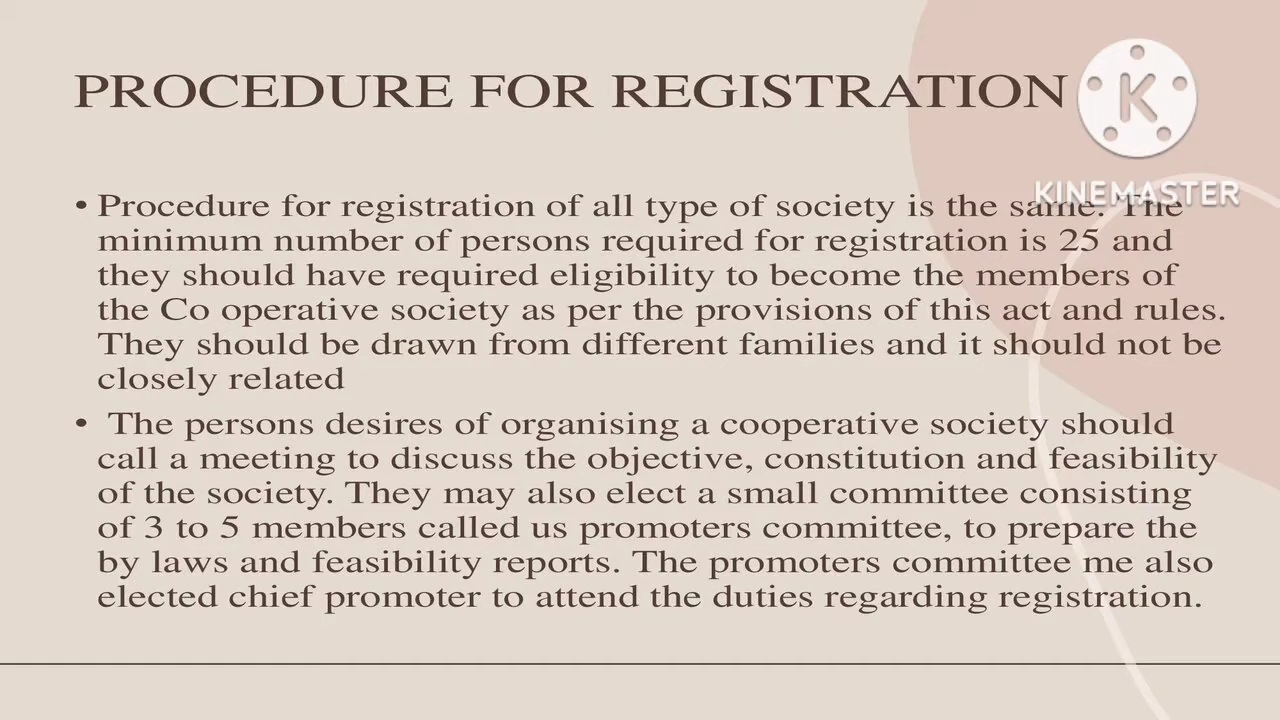 PROCEDURE FOR REGISTRATION
K
KINEMASTER
• Procedure for registration of all type of society is the same. The
minimum number of persons required for registration is 25 and
they should have required eligibility to become the members of
the Co operative society as per the provisions of this act and rules.
They should be drawn from different families and it should not be
closely related
• The persons desires of organising a cooperative society should
call a meeting to discuss the objective, constitution and feasibility
of the society. They may also elect a small committee consisting
of 3 to 5 members called us promoters committee, to prepare the
by laws and feasibility reports. The promoters committee me also
elected chief promoter to attend the duties regarding registration.